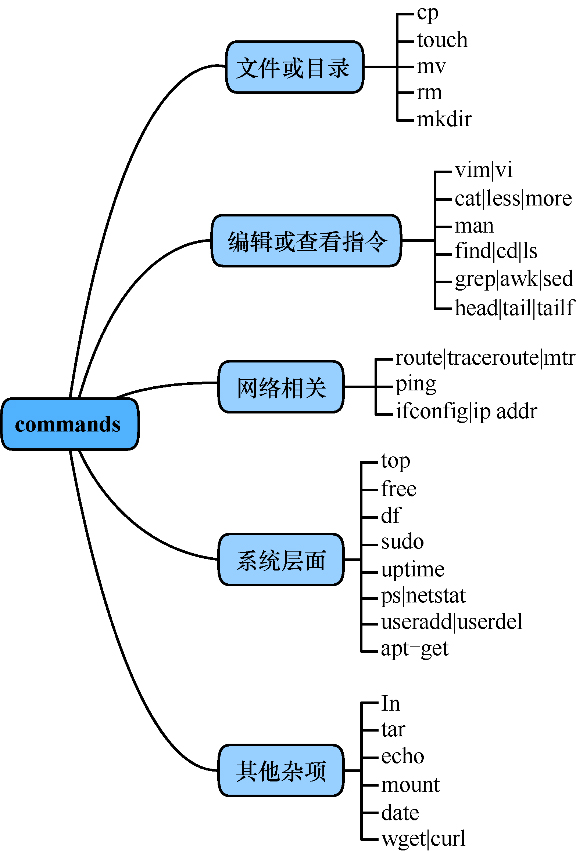 commands
文件或目录
cp
touch
mv
rm
mkdir
编辑或查看指令
vim|vi
cat|less|more
man
find|cd|ls
grep|awk|sed
head|tail|tailf
网络相关
route|traceroute|mtr
ping
ifconfig|ip addr
系统层面
top
free
df
sudo
uptime
ps|netstat
useradd|userdel
apt-get
其他杂项
In
tar
echo
mount
date
wget|curl